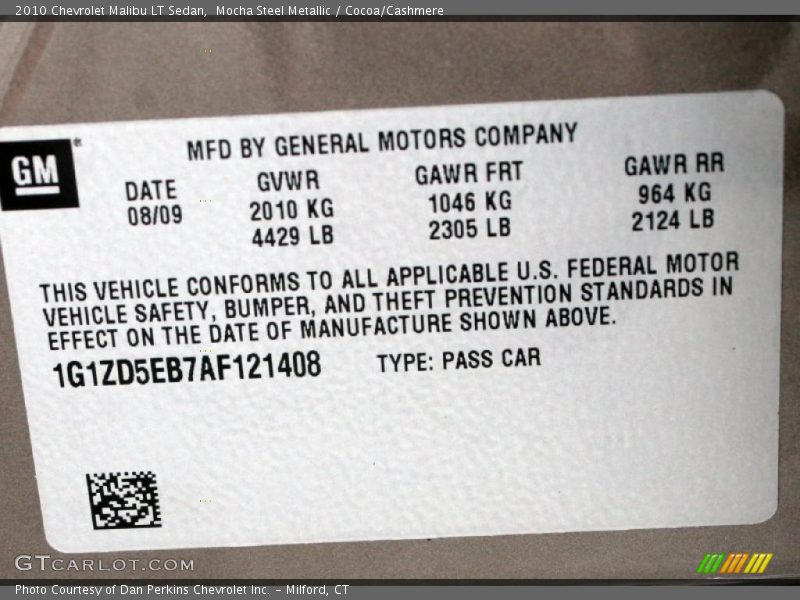 2010 Chevrolet Malibu LT Sedan,  Mocha Steel Metallic / Cocoa/Cashmere
GM
MFD BY GENERAL MOTORS COMPANY
DATE GVWR GAWR FRT GAWR RR
08/09 2010 KG 1046 KG 964 KG
4429 LB 2305 LB 2124 LB
THIS VEHICLE CONFORMS TO ALL APPLICABLE U.S. FEDERAL MOTOR
VEHICLE SAFETY, BUMPER, AND THEFT PREVENTION STANDARDS IN
EFFECT ON THE DATE OF MANUFACTURE SHOWN ABOVE.
1G1ZD5EB7AF121408 TYPE: PASS CAR
GTCARLOT.COM
Photo Courtesy of Dan Perkins Chevrolet Inc. – Milford, CT